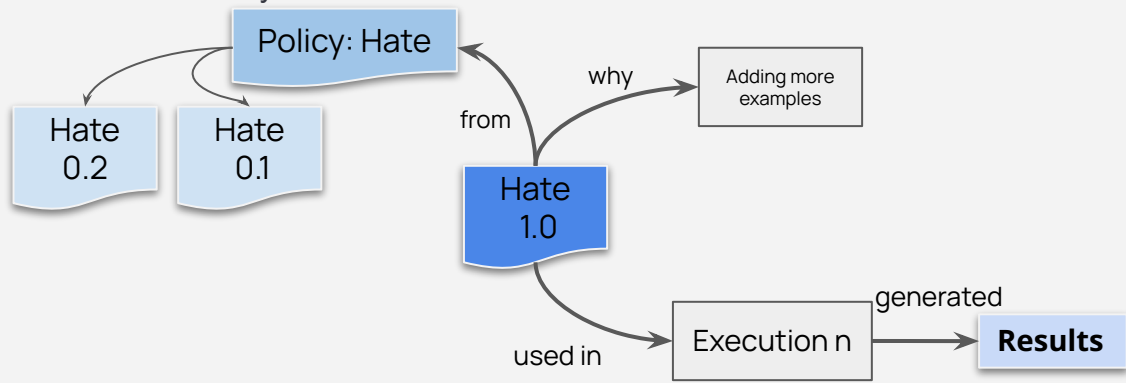 Policy: Hate
why
Adding more
examples
from
Hate
0.2
Hate
0.1
Hate
1.0
generated
used in
Execution n
Results